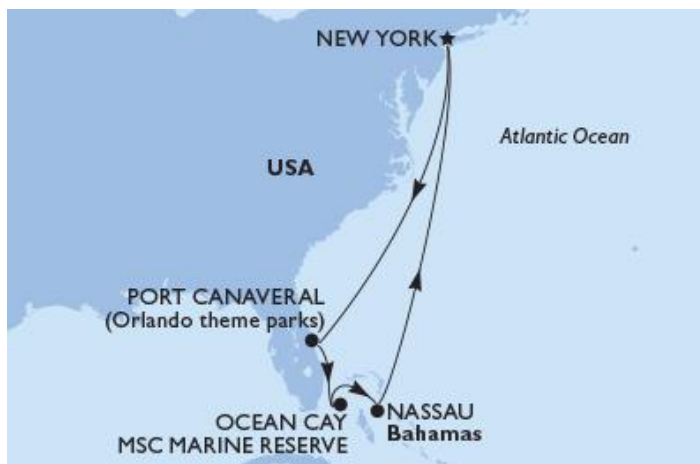 NEW YORK
Atlantic Ocean
USA
PORT CANAVERAL
(Orlando theme parks)
OCEAN CAY
MSC MARINE RESERVE
NASSAU
Bahamas